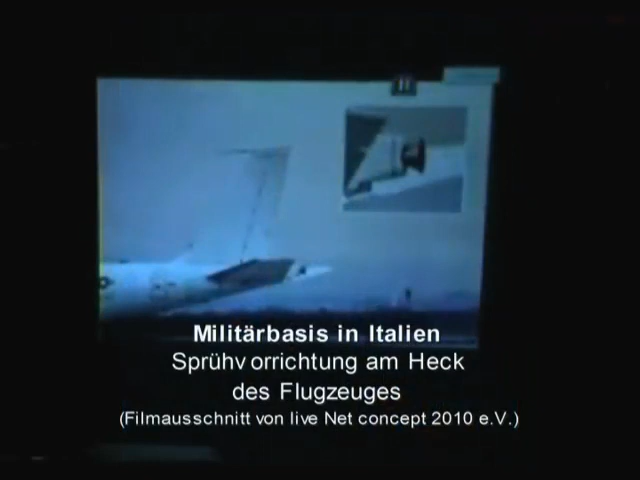 Militärbasis in Italien
Sprühv orrichtung am Heck
des Flugzeuges
(Filmausschnitt von live Net concept 2010 e.V.)